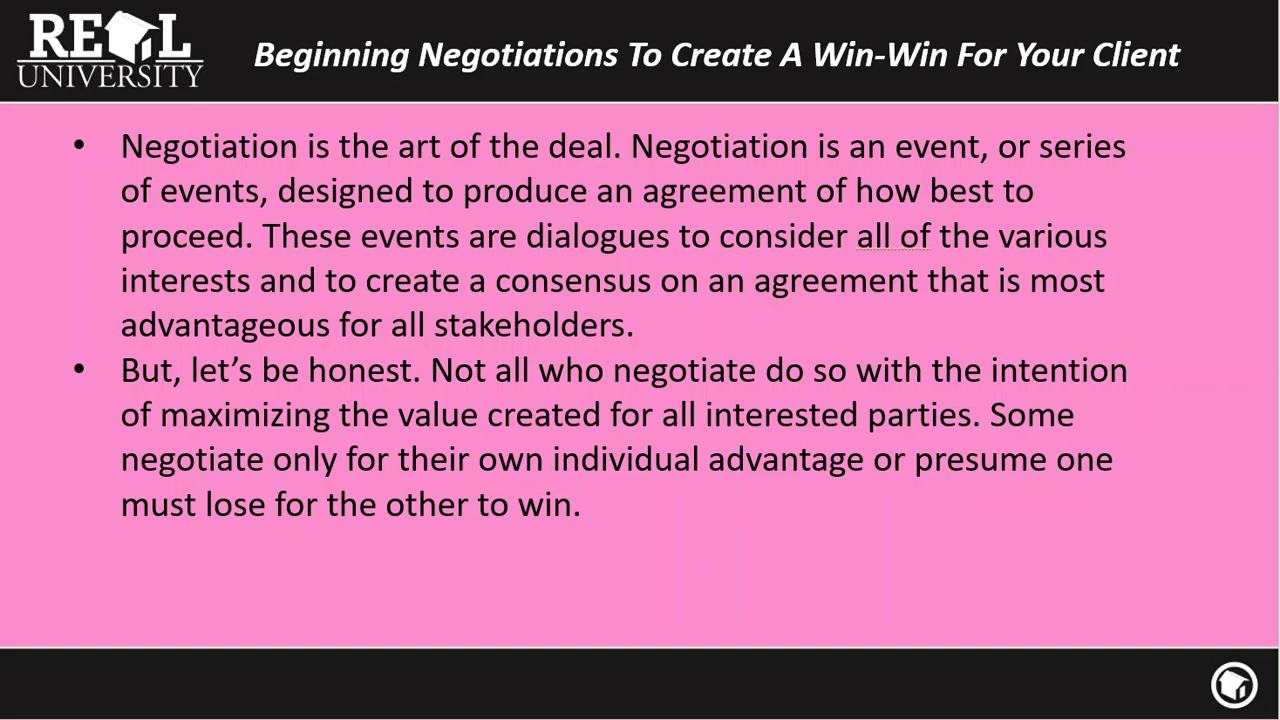 REAL
UNIVERSITY
Beginning Negotiations To Create A Win-Win For Your Client
• Negotiation is the art of the deal. Negotiation is an event, or series
of events, designed to produce an agreement of how best to
proceed. These events are dialogues to consider all of the various
interests and to create a consensus on an agreement that is most
advantageous for all stakeholders.
• But, let’s be honest. Not all who negotiate do so with the intention
of maximizing the value created for all interested parties. Some
negotiate only for their own individual advantage or presume one
must lose for the other to win.